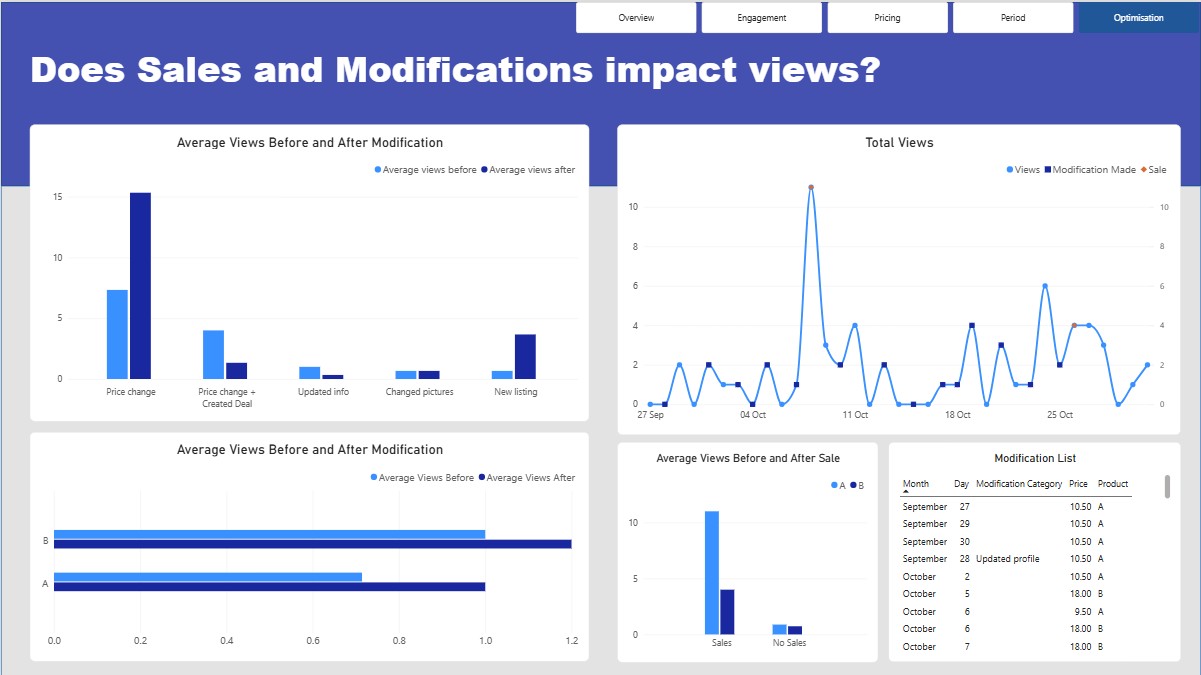 Overview
Engagement
Pricing
Period
Optimisation
Does Sales and Modifications impact views?
Average Views Before and After Modification
Average views before Average views after
15
10
5
0
Price change
Price change +
Created Deal
Updated info
Changed pictures
New listing
Total Views
Views Modification Made Sale
10
8
6
4
2
0
10
8
6
4
2
0
27 Sep
04 Oct
11 Oct
18 Oct
25 Oct
Average Views Before and After Modification
Average Views Before Average Views After
B
A
0.0
0.2
0.4
0.6
0.8
1.0
1.2
Average Views Before and After Sale
A B
10
5
0
Sales
No Sales
Modification List
Month Day Modification Category Price Product
September 27 10.50 A
September 29 10.50 A
September 30 10.50 A
September 28 Updated profile 10.50 A
October 2 10.50 A
October 5 18.00 B
October 6 9.50 A
October 6 18.00 B
October 7 18.00 B